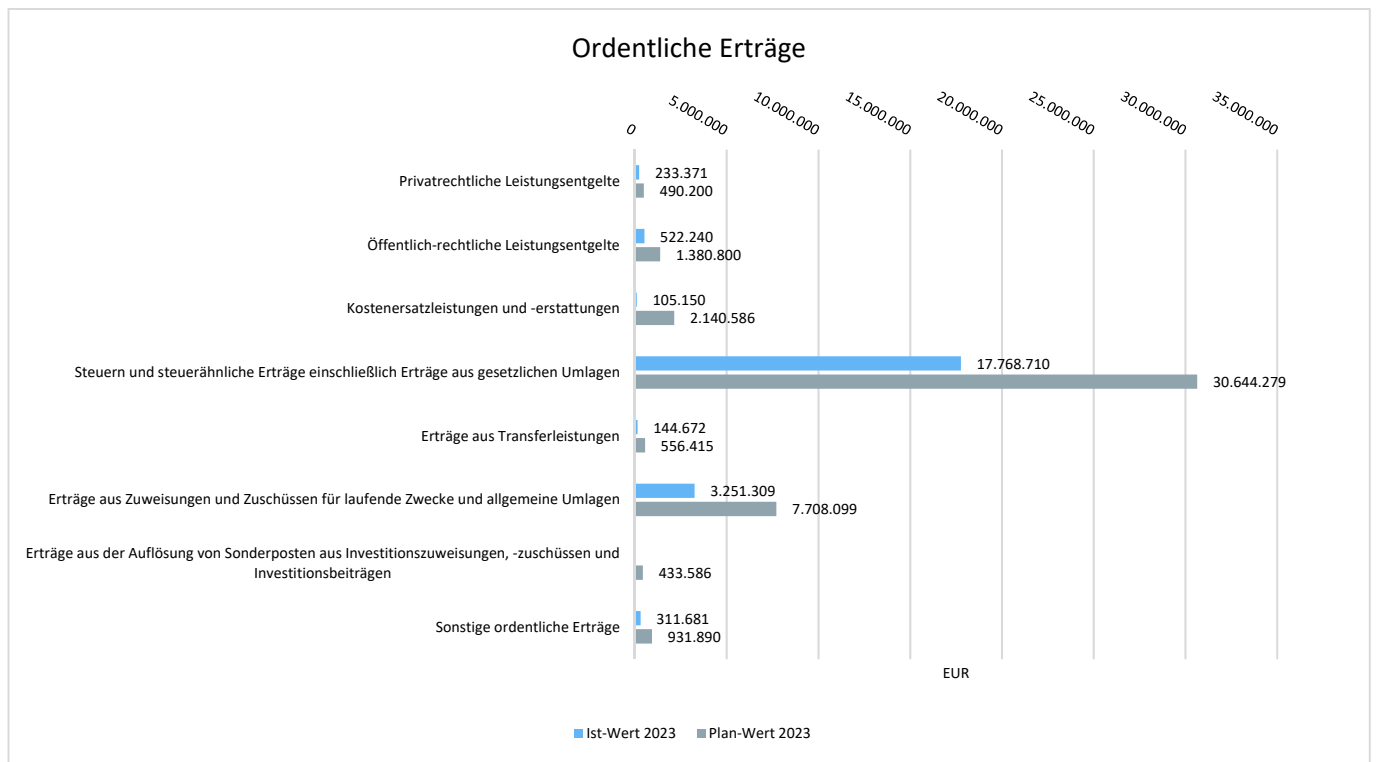 Ordentliche Erträge
0
5.000.000
10.000.000
15.000.000
20.000.000
25.000.000
30.000.000
35.000.000
Privatrechtliche Leistungsentgelte
233.371
490.200
Öffentlich-rechtliche Leistungsentgelte
522.240
1.380.800
Kostenersatzleistungen und -erstattungen
105.150
2.140.586
Steuern und steuerähnliche Erträge einschließlich Erträge aus gesetzlichen Umlagen
17.768.710
30.644.279
Erträge aus Transferleistungen
144.672
556.415
Erträge aus Zuweisungen und Zuschüssen für laufende Zwecke und allgemeine Umlagen
3.251.309
7.708.099
Erträge aus der Auflösung von Sonderposten aus Investitionszuweisungen, -zuschüssen und
Investitionsbeiträgen
433.586
Sonstige ordentliche Erträge
311.681
931.890
EUR
Ist-Wert 2023
Plan-Wert 2023